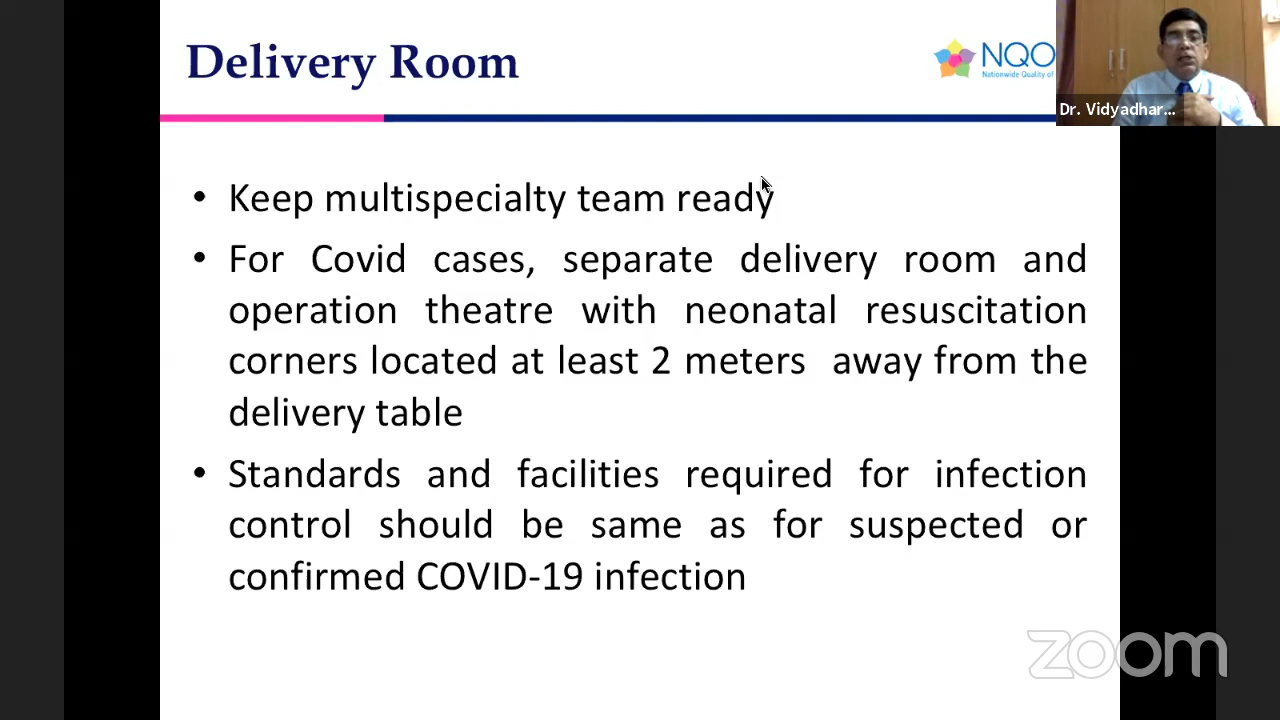 Delivery Room
NQO
Nationwide Quality of
Dr. Vidyadhar...
• Keep multispecialty team ready
• For Covid cases, separate delivery room and
operation theatre with neonatal resuscitation
corners located at least 2 meters away from the
delivery table
• Standards and facilities required for infection
control should be same as for suspected or
confirmed COVID-19 infection
zoom